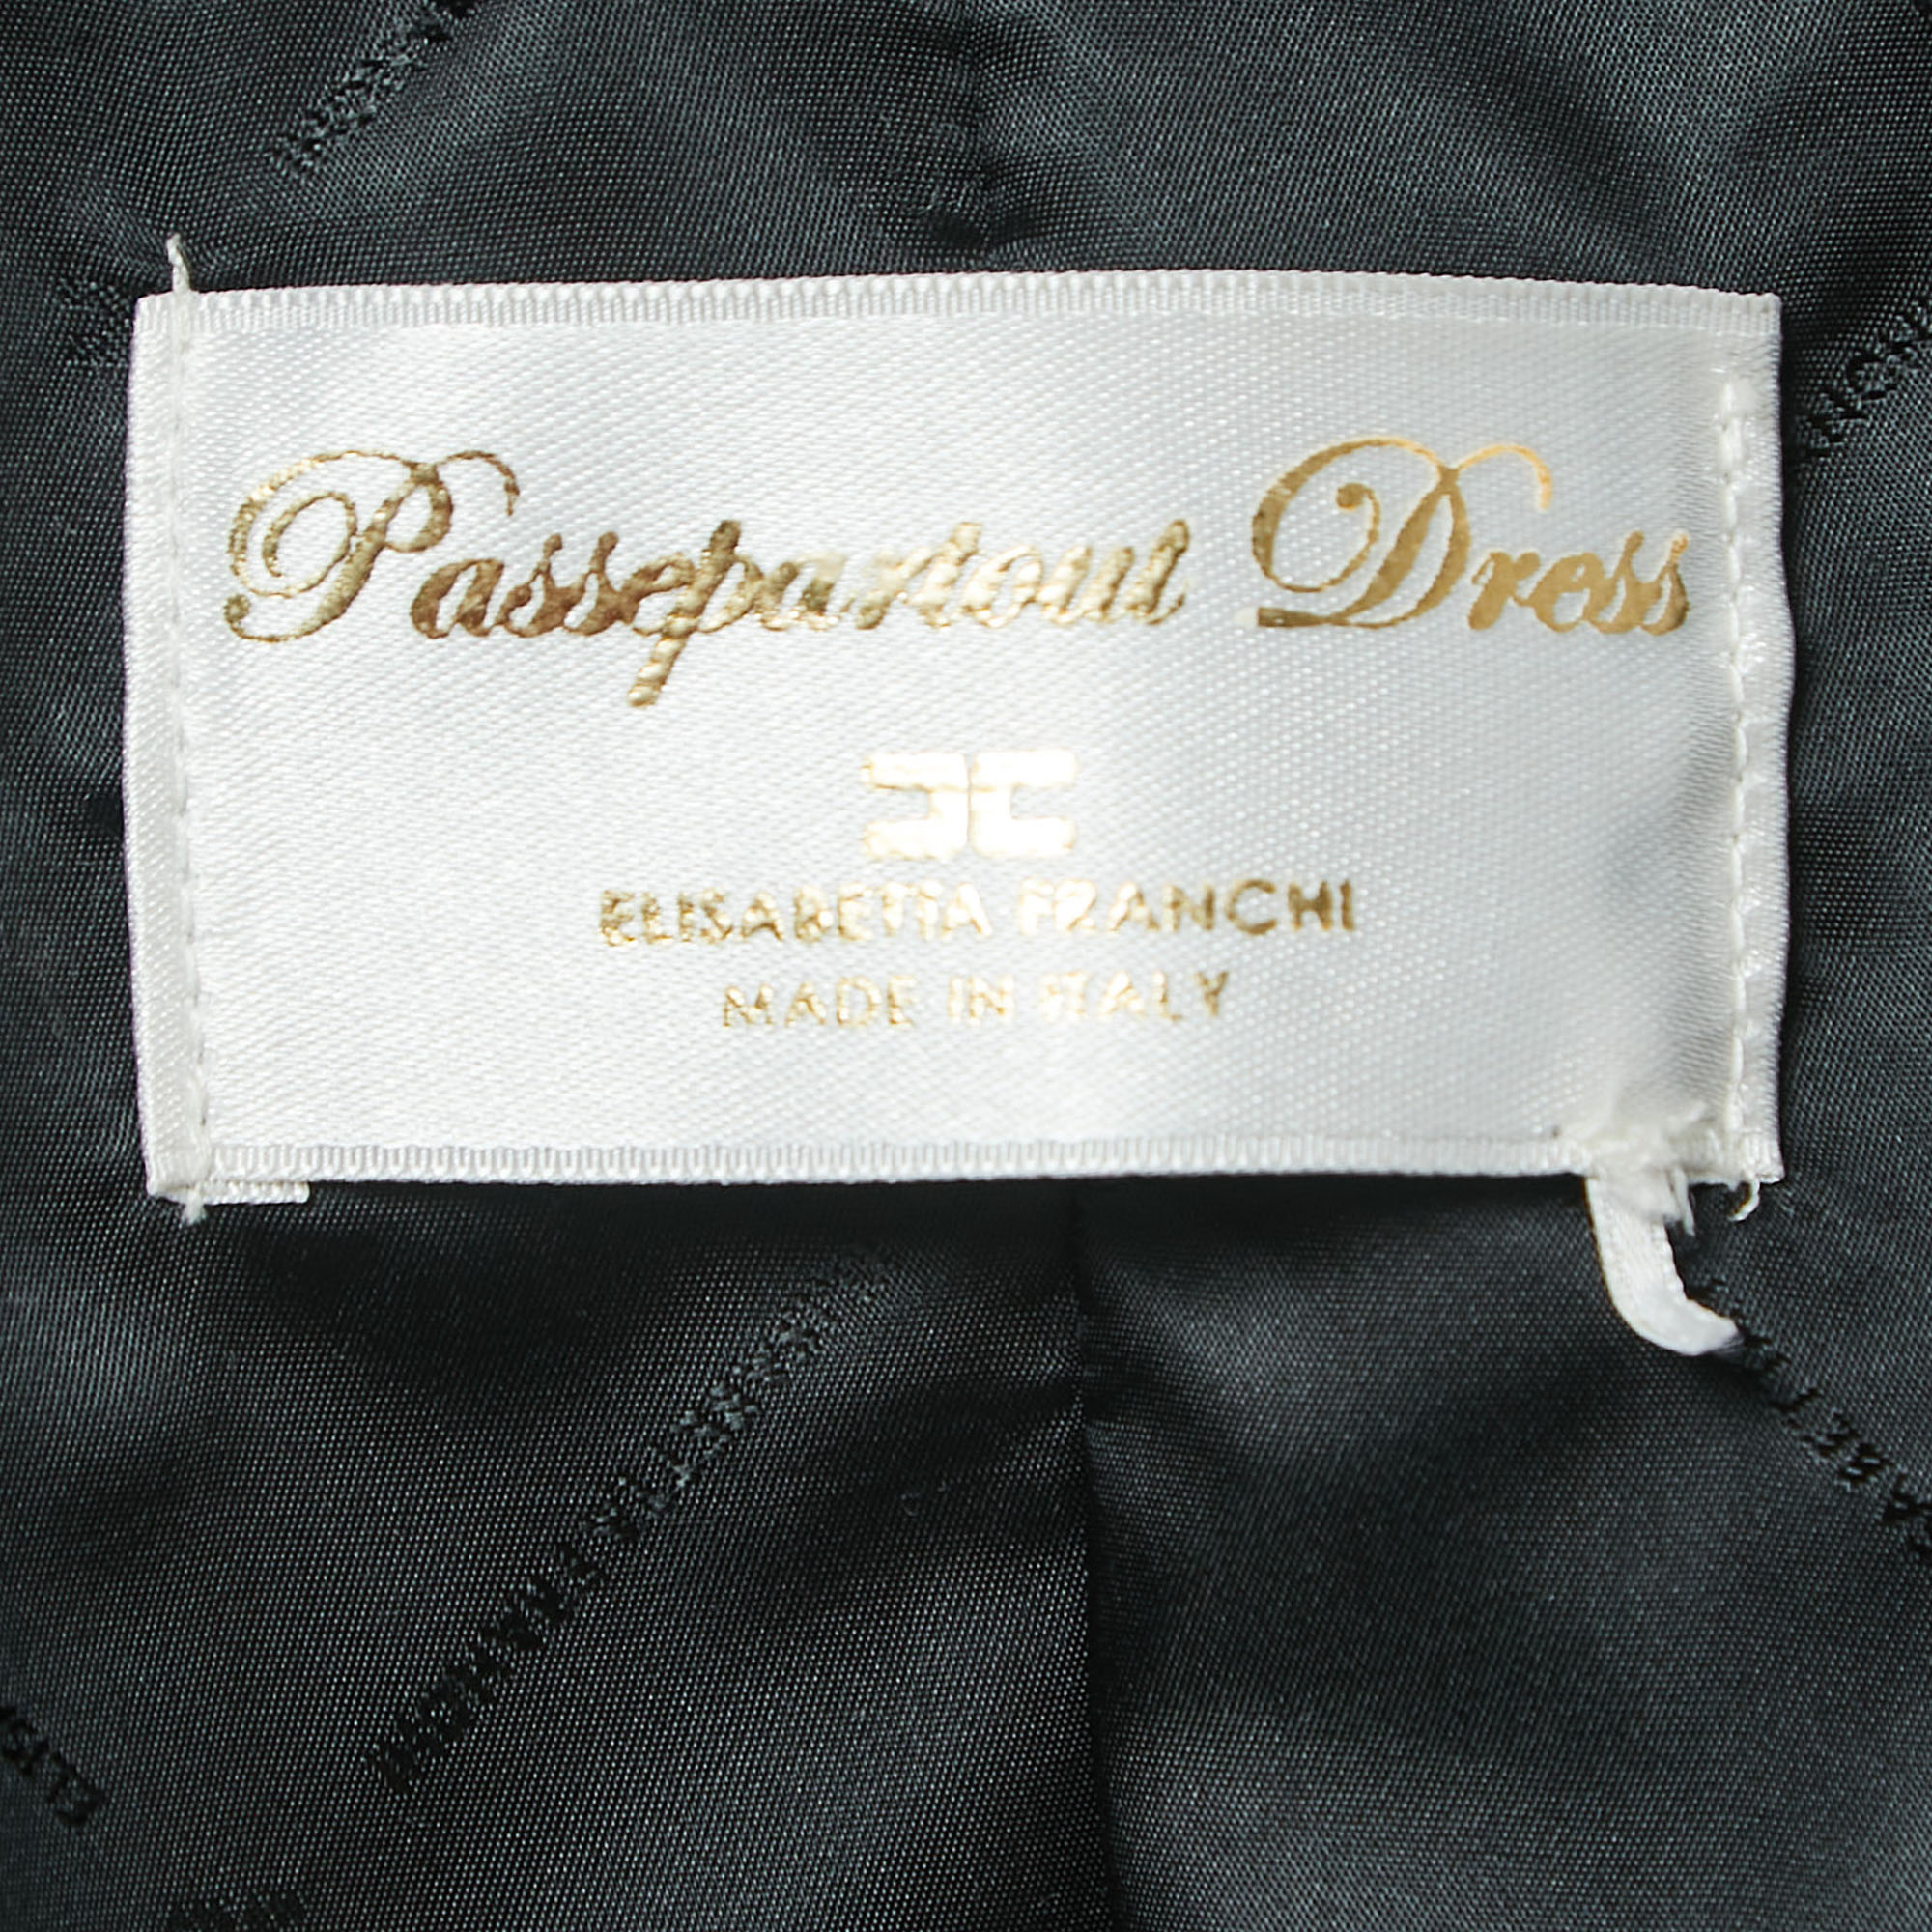 Passepartout Dress
ELISABETTA FRANCHI
MADE IN ITALY